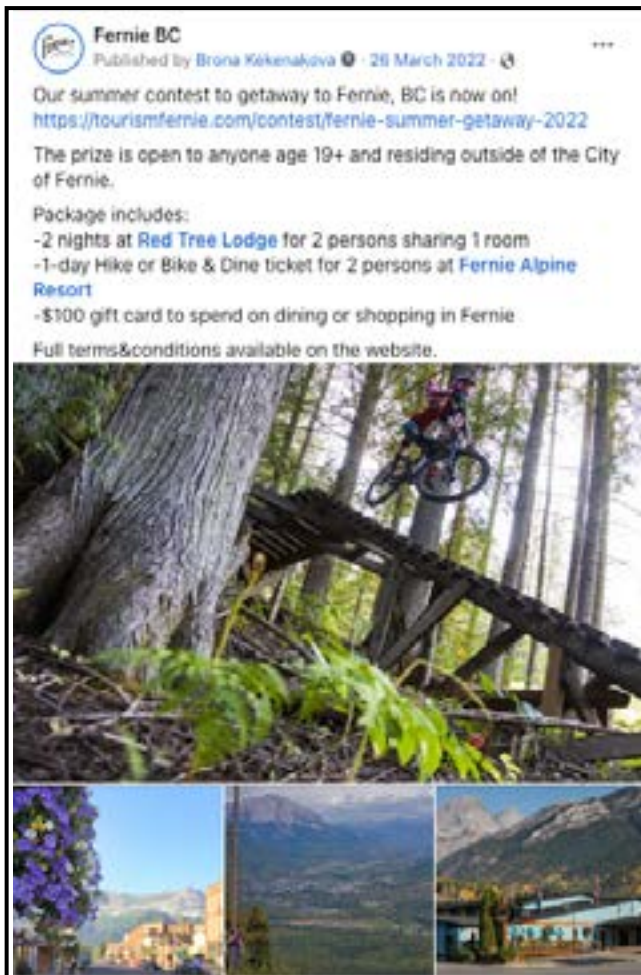 Fernie BC
Published by Brona Kekenakova · 26 March 2022 ·
Our summer contest to getaway to Fernie, BC is now on!
https://tourismfernie.com/contest/fernie-summer-getaway-2022
The prize is open to anyone age 19+ and residing outside of the City
of Fernie.
Package includes:
-2 nights at Red Tree Lodge for 2 persons sharing 1 room
-1-day Hike or Bike & Dine ticket for 2 persons at Fernie Alpine
Resort
-$100 gift card to spend on dining or shopping in Fernie
Full terms&conditions available on the website.